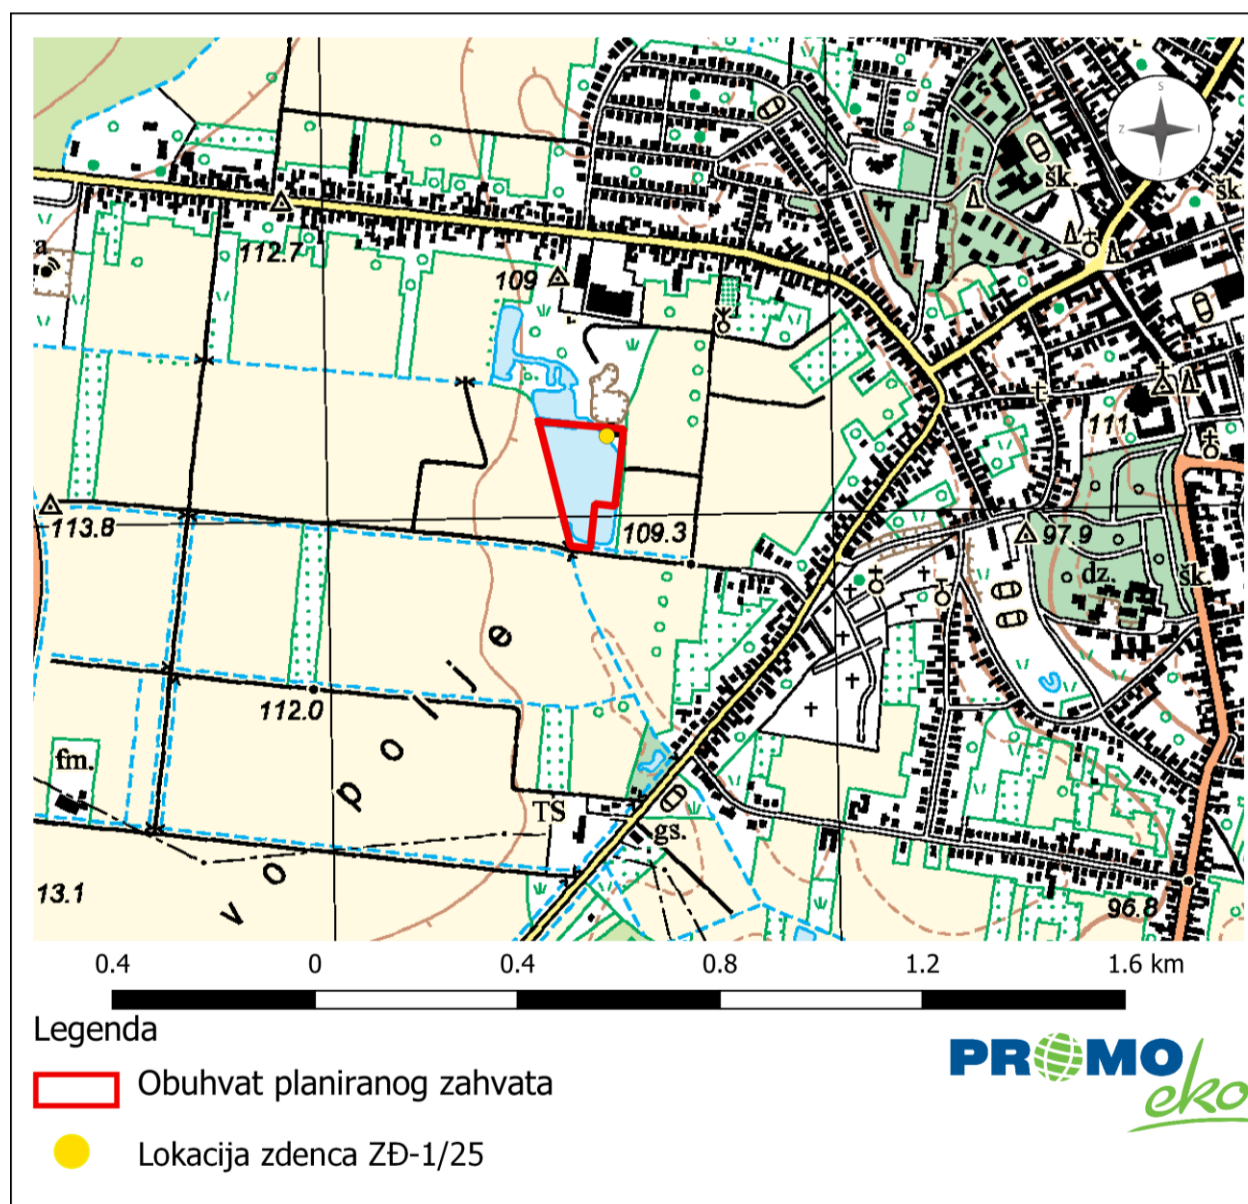 S
Z I
J
šk.
šk.
a
112.7
109
111
113.8
109.3
97.9
dz.
šk.
112.0
v o p o l j e
fm.
TS
gs.
13.1
96.8
0.4 0 0.4 0.8 1.2 1.6 km
Legenda
Obuhvat planiranog zahvata
Lokacija zdenca ZĐ-1/25
PROMO
eko